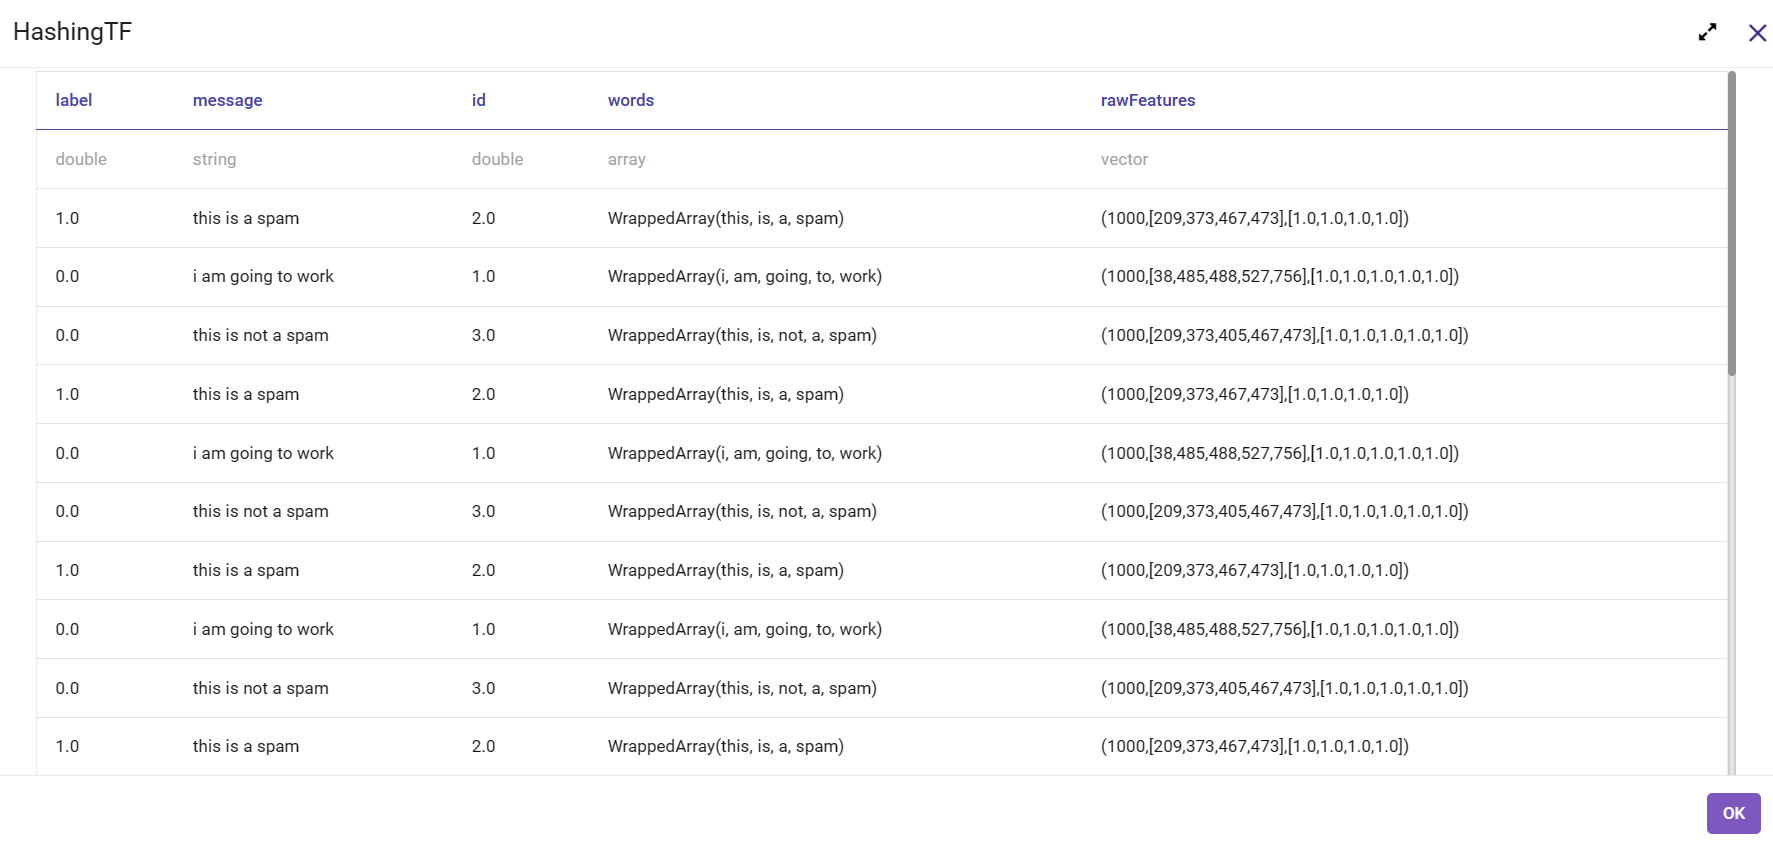 HashingTF
label message id words rawFeatures
double string double array vector
1.0 this is a spam 2.0 WrappedArray(this, is, a, spam) (1000,[209,373,467,473],[1.0,1.0,1.0,1.0])
0.0 i am going to work 1.0 WrappedArray(i, am, going, to, work) (1000,[38,485,488,527,756],[1.0,1.0,1.0,1.0,1.0])
0.0 this is not a spam 3.0 WrappedArray(this, is, not, a, spam) (1000,[209,373,405,467,473],[1.0,1.0,1.0,1.0,1.0])
1.0 this is a spam 2.0 WrappedArray(this, is, a, spam) (1000,[209,373,467,473],[1.0,1.0,1.0,1.0])
0.0 i am going to work 1.0 WrappedArray(i, am, going, to, work) (1000,[38,485,488,527,756],[1.0,1.0,1.0,1.0,1.0])
0.0 this is not a spam 3.0 WrappedArray(this, is, not, a, spam) (1000,[209,373,405,467,473],[1.0,1.0,1.0,1.0,1.0])
1.0 this is a spam 2.0 WrappedArray(this, is, a, spam) (1000,[209,373,467,473],[1.0,1.0,1.0,1.0])
0.0 i am going to work 1.0 WrappedArray(i, am, going, to, work) (1000,[38,485,488,527,756],[1.0,1.0,1.0,1.0,1.0])
0.0 this is not a spam 3.0 WrappedArray(this, is, not, a, spam) (1000,[209,373,405,467,473],[1.0,1.0,1.0,1.0,1.0])
1.0 this is a spam 2.0 WrappedArray(this, is, a, spam) (1000,[209,373,467,473],[1.0,1.0,1.0,1.0])
OK